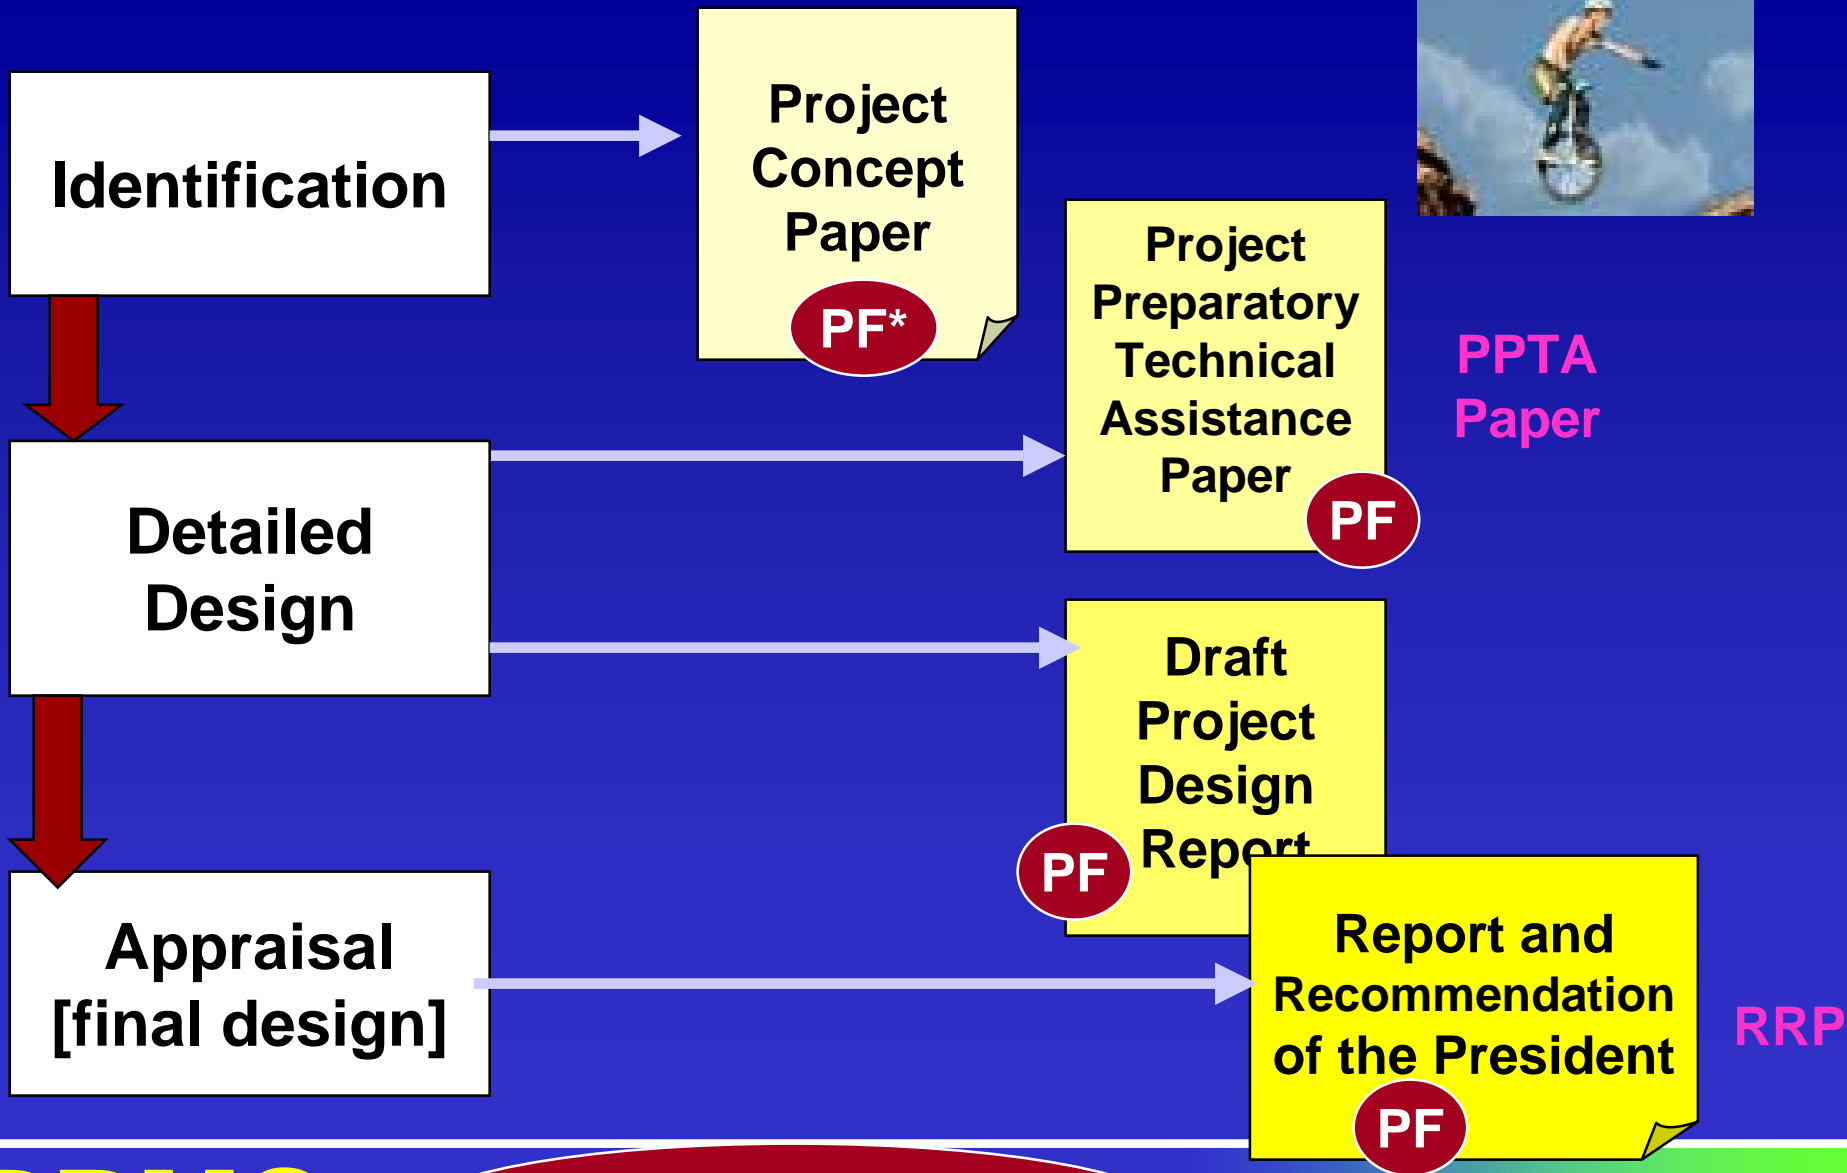 Identification
Project
Concept
Paper
PF*
Project
Preparatory
Technical
Assistance
Paper
PF
PPTA
Paper
Detailed
Design
Draft
Project
Design
Report
PF
Appraisal
[final design]
Report and
Recommendation
of the President
PF
RRP